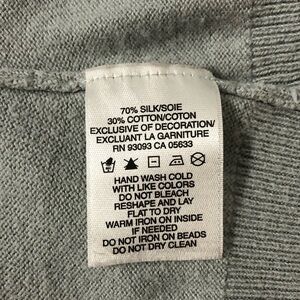 70% SILK/SOIE
30% COTTON/COTON
EXCLUSIVE OF DECORATION/
EXCLUANT LA GARNITURE
RN 93093 CA 05633
HAND WASH COLD
WITH LIKE COLORS
DO NOT BLEACH
RESHAPE AND LAY
FLAT TO DRY
WARM IRON ON INSIDE
IF NEEDED
DO NOT IRON ON BEADS
DO NOT DRY CLEAN